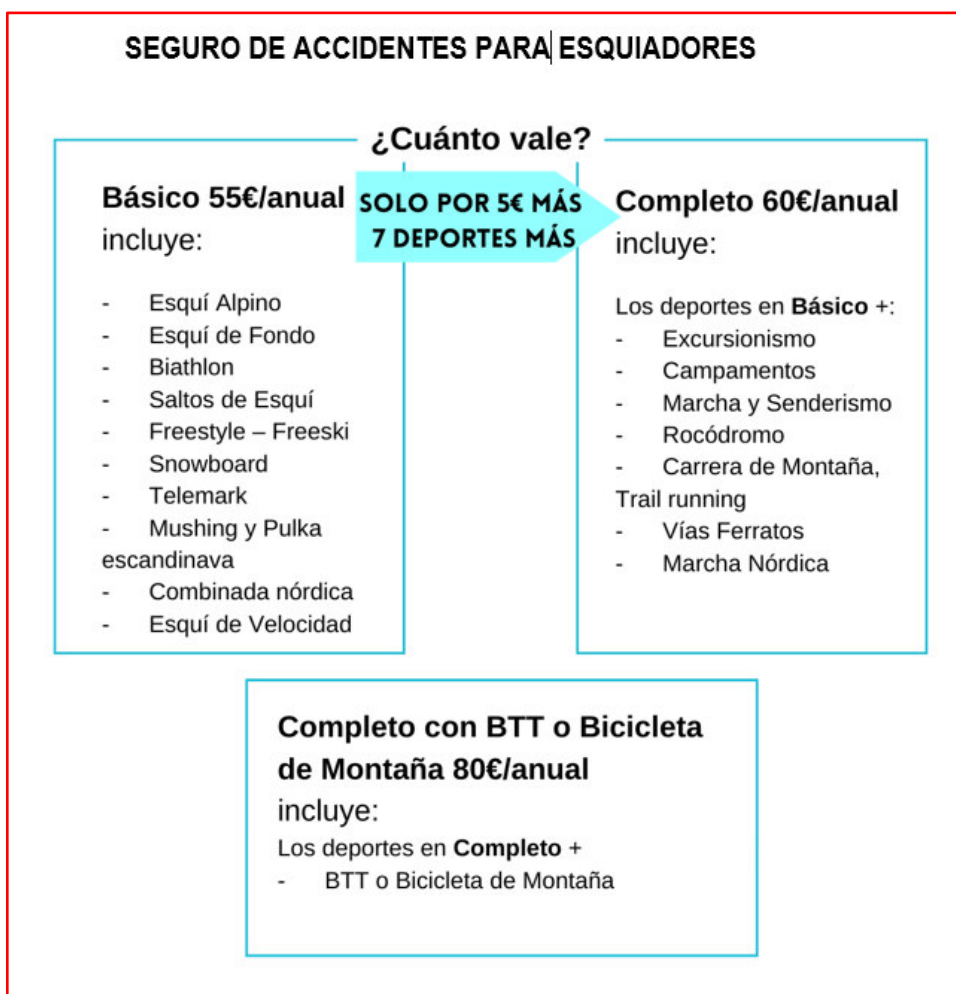 SEGURO DE ACCIDENTES PARA ESQUIADORES
¿Cuánto vale?
Básico 55€/anual
incluye:
- Esquí Alpino
- Esquí de Fondo
- Biathlon
- Saltos de Esquí
- Freestyle – Freeski
- Snowboard
- Telemark
- Mushing y Pulka
escandinava
- Combinada nórdica
- Esquí de Velocidad
SOLO POR 5€ MÁS
7 DEPORTES MÁS
Completo 60€/anual
incluye:
Los deportes en Básico +:
- Excursionismo
- Campamentos
- Marcha y Senderismo
- Rocódromo
- Carrera de Montaña,
Trail running
- Vías Ferratos
- Marcha Nórdica
Completo con BTT o Bicicleta
de Montaña 80€/anual
incluye:
Los deportes en Completo +
- BTT o Bicicleta de Montaña